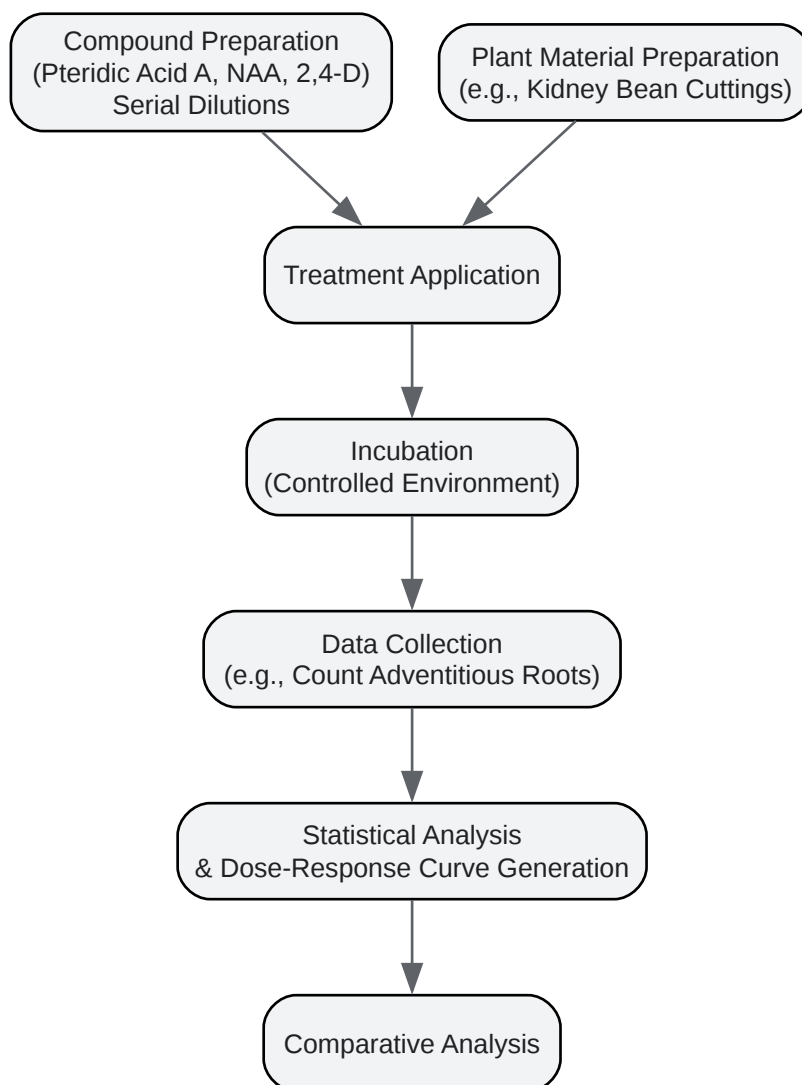 Compound Preparation
(Pteridic Acid A, NAA, 2,4-D)
Serial Dilutions
Plant Material Preparation
(e.g., Kidney Bean Cuttings)
Treatment Application
Incubation
(Controlled Environment)
Data Collection
(e.g., Count Adventitious Roots)
Statistical Analysis
& Dose-Response Curve Generation
Comparative Analysis